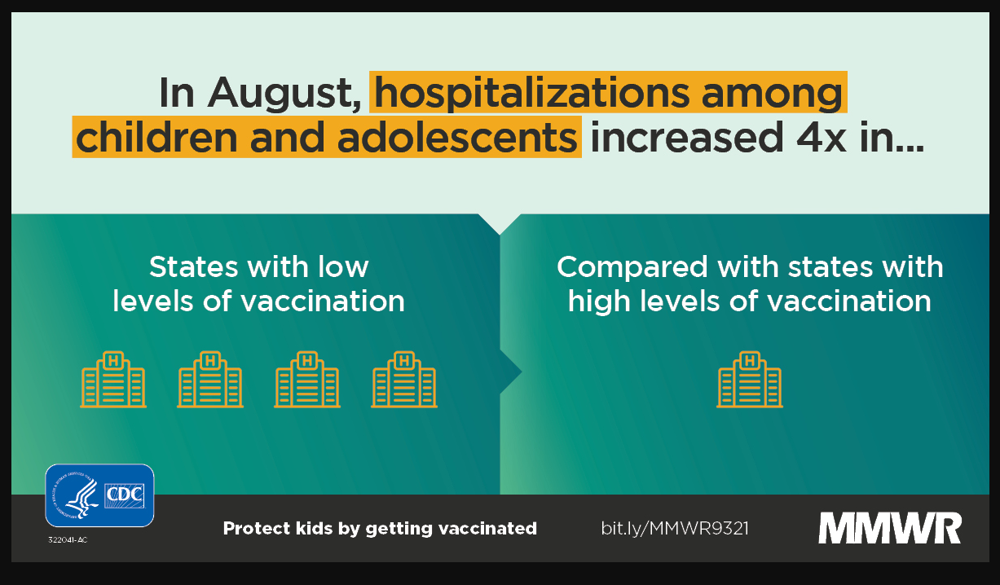 In August, hospitalizations among
children and adolescents increased 4x in...
States with low
levels of vaccination
Compared with states with
high levels of vaccination
H
H
H
H
H
CDC
322041-AC
Protect kids by getting vaccinated
bit.ly/MMWR9321
MMWR